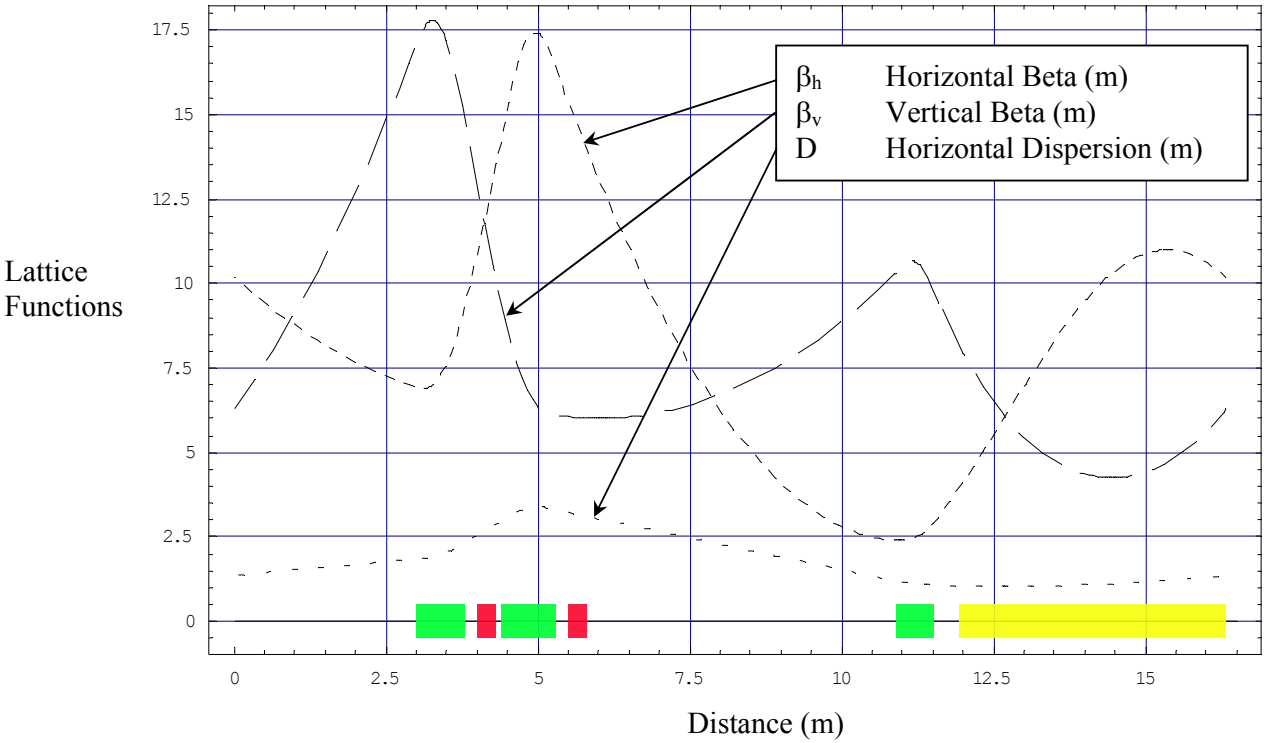 17.5
15
12.5
10
7.5
5
2.5
0
Lattice
Functions
βh Horizontal Beta (m)
βv Vertical Beta (m)
D Horizontal Dispersion (m)
0 2.5 5 7.5 10 12.5 15
Distance (m)